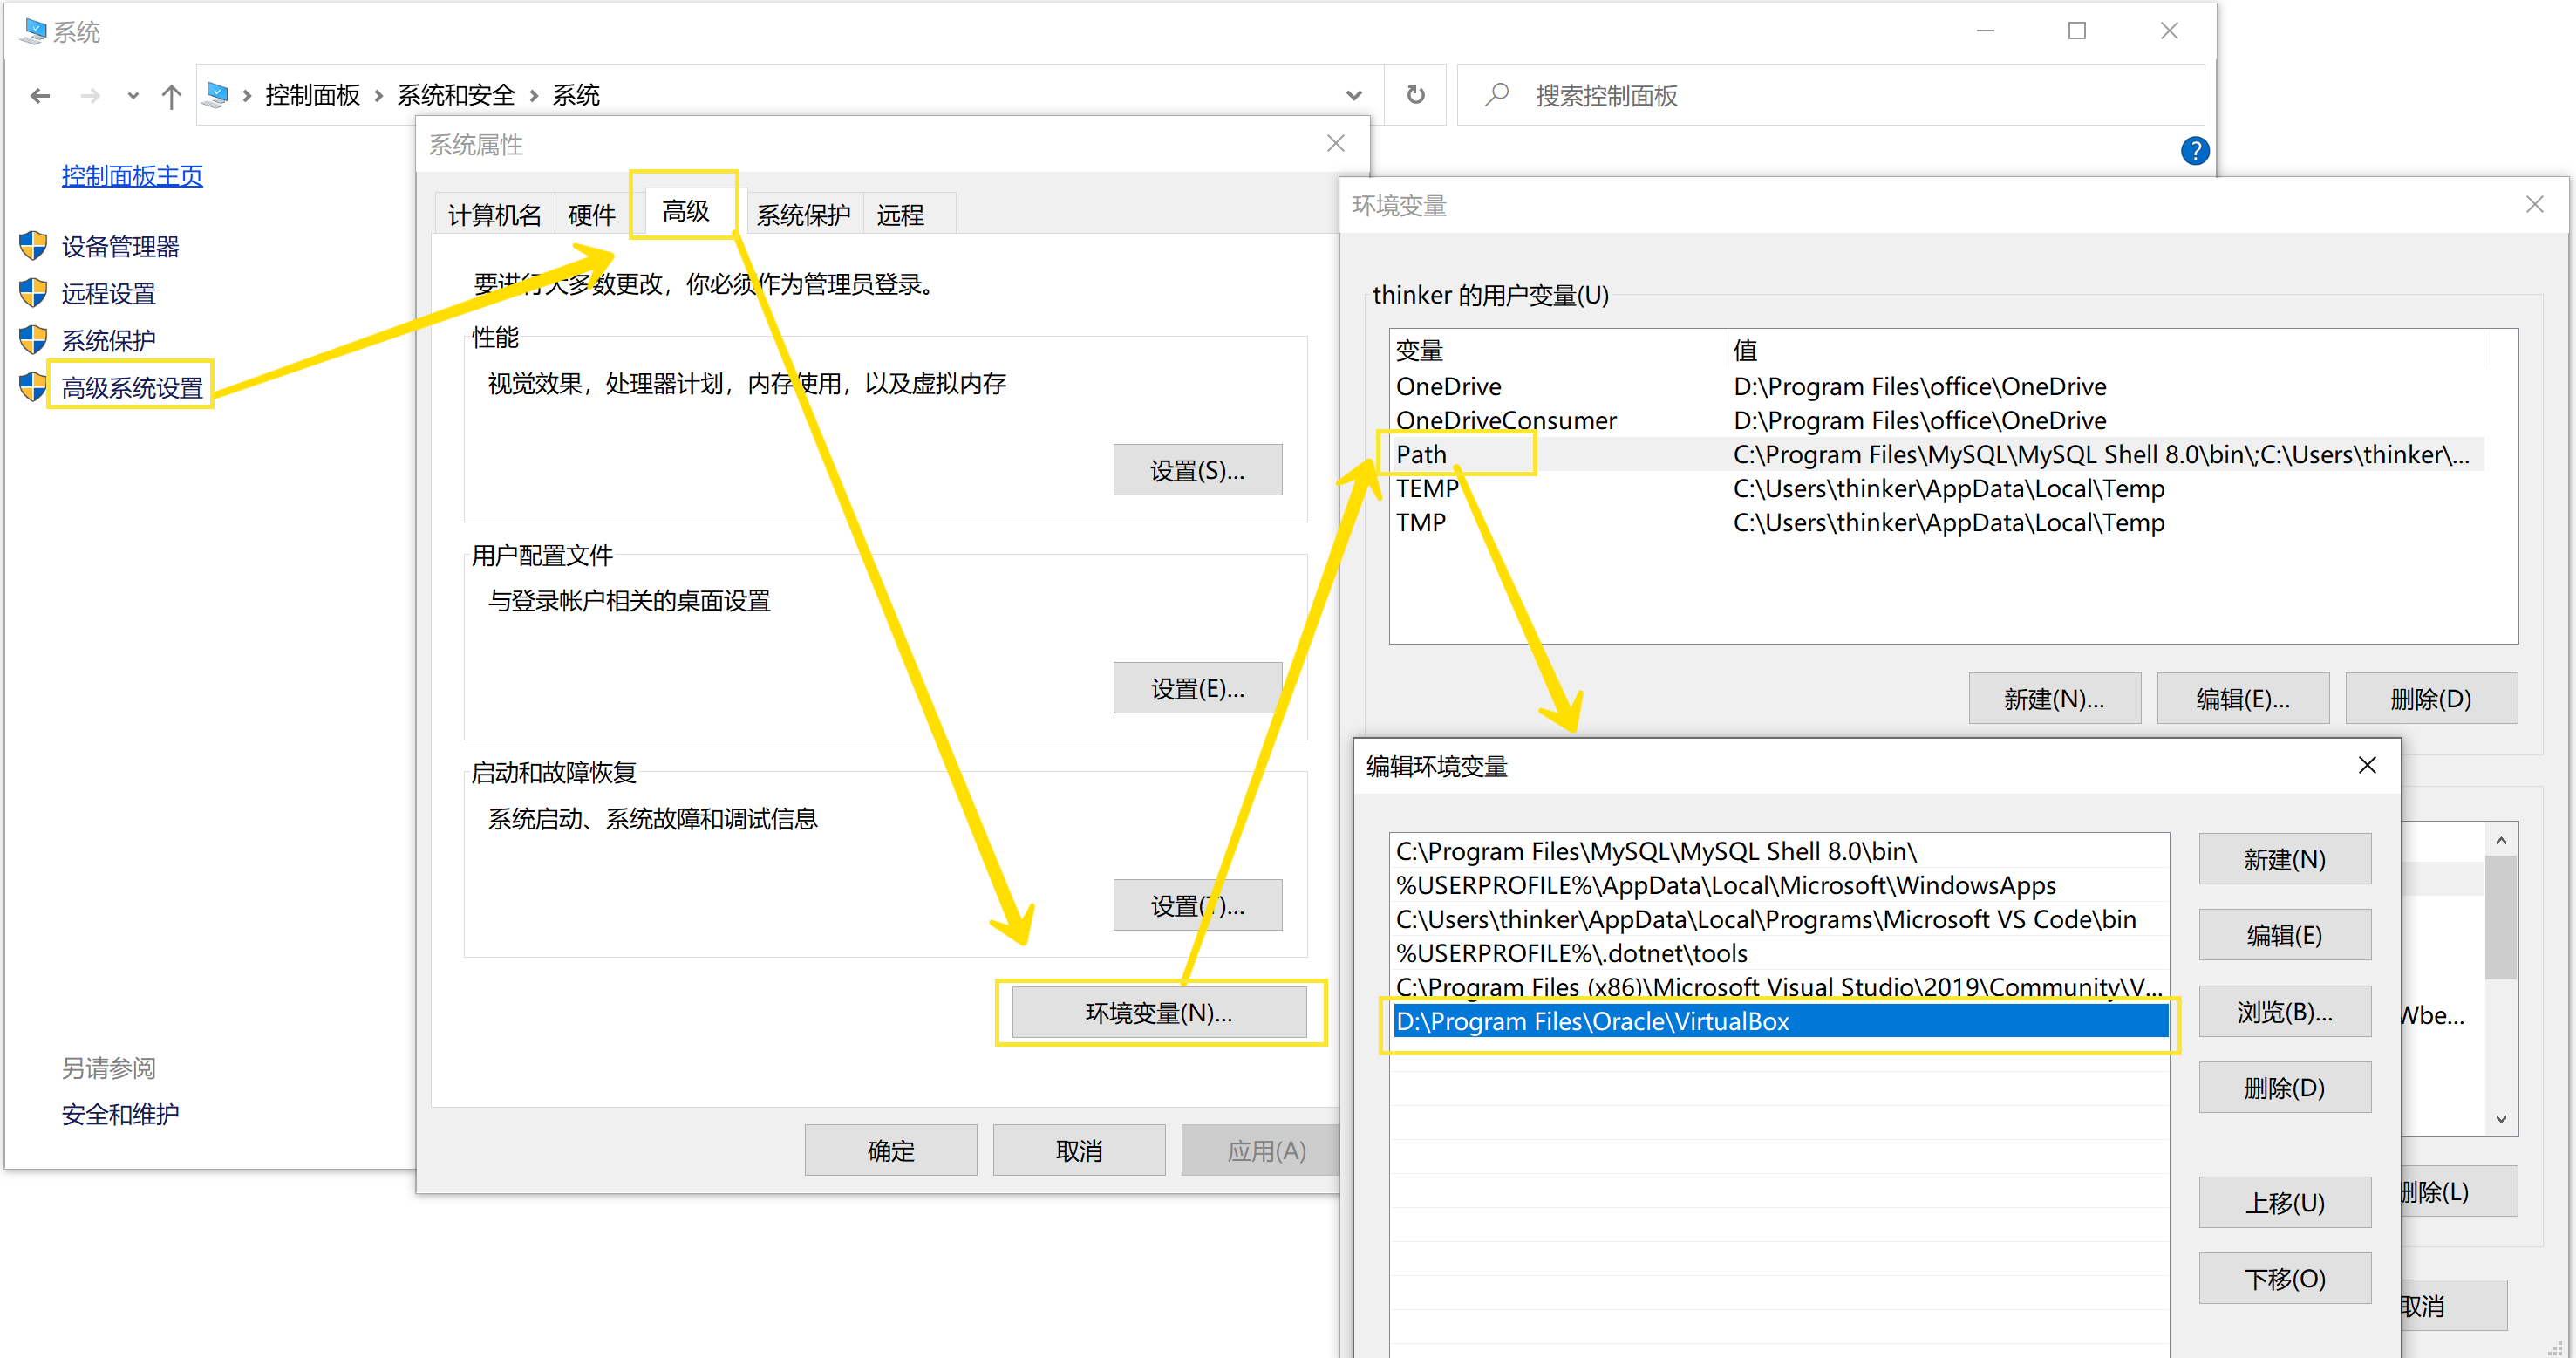 系统
控制面板 系统和安全 系统
搜索控制面板
控制面板主页
设备管理器
远程设置
系统保护
高级系统设置
另请参阅
安全和维护
系统属性
计算机名 硬件 高级 系统保护 远程
要进行大多数更改，你必须作为管理员登录。
性能
视觉效果，处理器计划，内存使用，以及虚拟内存
设置(S)...
用户配置文件
与登录帐户相关的桌面设置
设置(E)...
启动和故障恢复
系统启动、系统故障和调试信息
设置(T)...
环境变量(N)...
确定 取消 应用(A)
环境变量
thinker 的用户变量(U)
变量 值
OneDrive D:\Program Files\office\OneDrive
OneDriveConsumer D:\Program Files\office\OneDrive
Path C:\Program Files\MySQL\MySQL Shell 8.0\bin\;C:\Users\thinker\...
TEMP C:\Users\thinker\AppData\Local\Temp
TMP C:\Users\thinker\AppData\Local\Temp
新建(N)... 编辑(E)... 删除(D)
Wbe...
删除(L)
取消
编辑环境变量
C:\Program Files\MySQL\MySQL Shell 8.0\bin\
%USERPROFILE%\AppData\Local\Microsoft\WindowsApps
C:\Users\thinker\AppData\Local\Programs\Microsoft VS Code\bin
%USERPROFILE%\.dotnet\tools
C:\Program Files (x86)\Microsoft Visual Studio\2019\Community\V...
D:\Program Files\Oracle\VirtualBox
新建(N)
编辑(E)
浏览(B)...
删除(D)
上移(U)
下移(O)